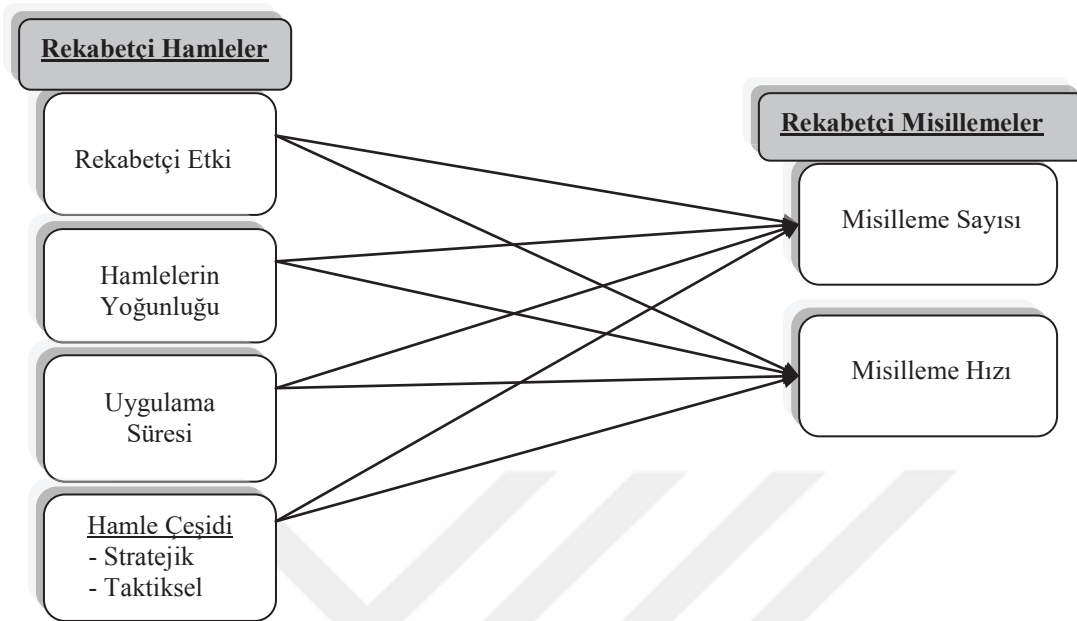 Rekabetçi Hamleler
Rekabetçi Etki
Hamlelerin
Yoğunluğu
Uygulama
Süresi
Hamle Çeşidi
- Stratejik
- Taktiksel
Rekabetçi Misillemeler
Misilleme Sayısı
Misilleme Hızı